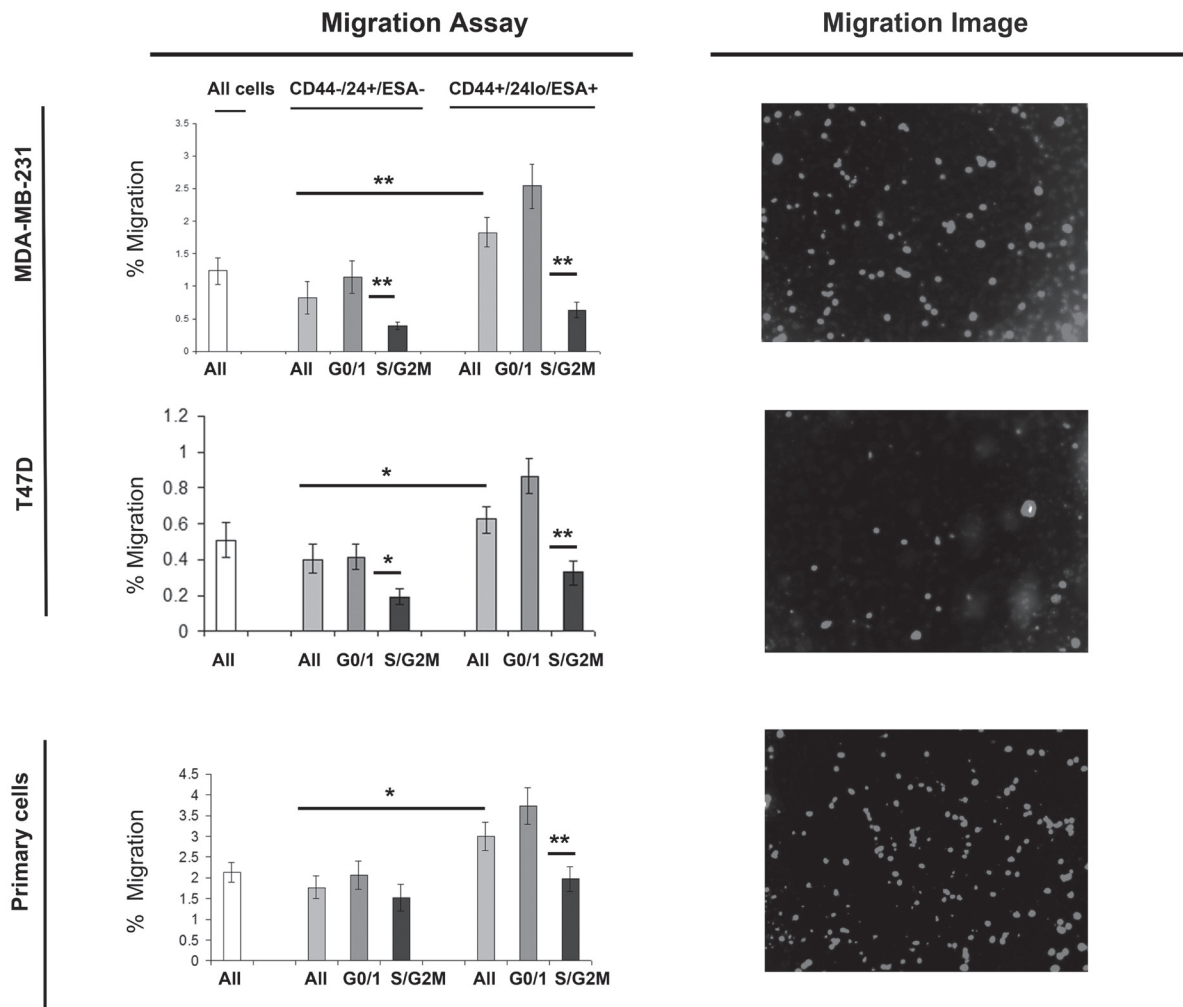 Migration Assay
Migration Image
All cells CD44-/24+/ESA- CD44+/24lo/ESA+
MDA-MB-231
% Migration
3.5
3
2.5
2
1.5
1
0.5
0
**
**
**
All All G0/1 S/G2M All G0/1 S/G2M
T47D
% Migration
1.2
1
0.8
0.6
0.4
0.2
0
*
*
**
All All G0/1 S/G2M All G0/1 S/G2M
Primary cells
% Migration
4.5
4
3.5
3
2.5
2
1.5
1
0.5
0
*
**
All All G0/1 S/G2M All G0/1 S/G2M